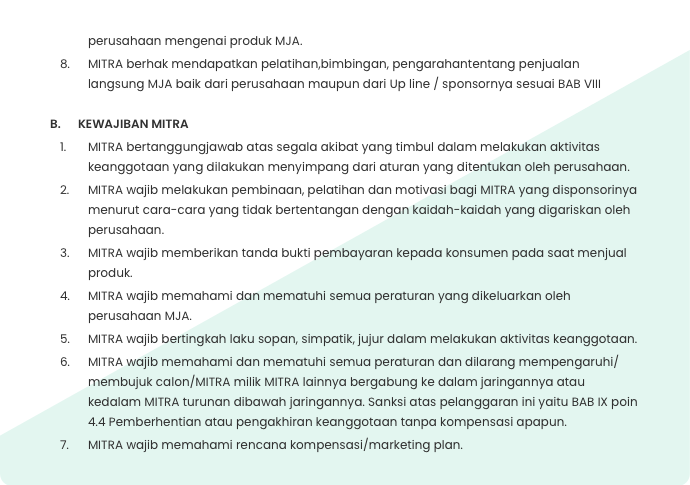 perusahaan mengenai produk MJA.
8. MITRA berhak mendapatkan pelatihan,bimbingan, pengarahantentang penjualan
langsung MJA baik dari perusahaan maupun dari Up line / sponsornya sesuai BAB VIII
B. KEWAJIBAN MITRA
1. MITRA bertanggungjawab atas segala akibat yang timbul dalam melakukan aktivitas
keanggotaan yang dilakukan menyimpang dari aturan yang ditentukan oleh perusahaan.
2. MITRA wajib melakukan pembinaan, pelatihan dan motivasi bagi MITRA yang disponsorinya
menurut cara-cara yang tidak bertentangan dengan kaidah-kaidah yang digariskan oleh
perusahaan.
3. MITRA wajib memberikan tanda bukti pembayaran kepada konsumen pada saat menjual
produk.
4. MITRA wajib memahami dan mematuhi semua peraturan yang dikeluarkan oleh
perusahaan MJA.
5. MITRA wajib bertingkah laku sopan, simpatik, jujur dalam melakukan aktivitas keanggotaan.
6. MITRA wajib memahami dan mematuhi semua peraturan dan dilarang mempengaruhi/
membujuk calon/MITRA milik MITRA lainnya bergabung ke dalam jaringannya atau
kedalam MITRA turunan dibawah jaringannya. Sanksi atas pelanggaran ini yaitu BAB IX poin
4.4 Pemberhentian atau pengakhiran keanggotaan tanpa kompensasi apapun.
7. MITRA wajib memahami rencana kompensasi/marketing plan.